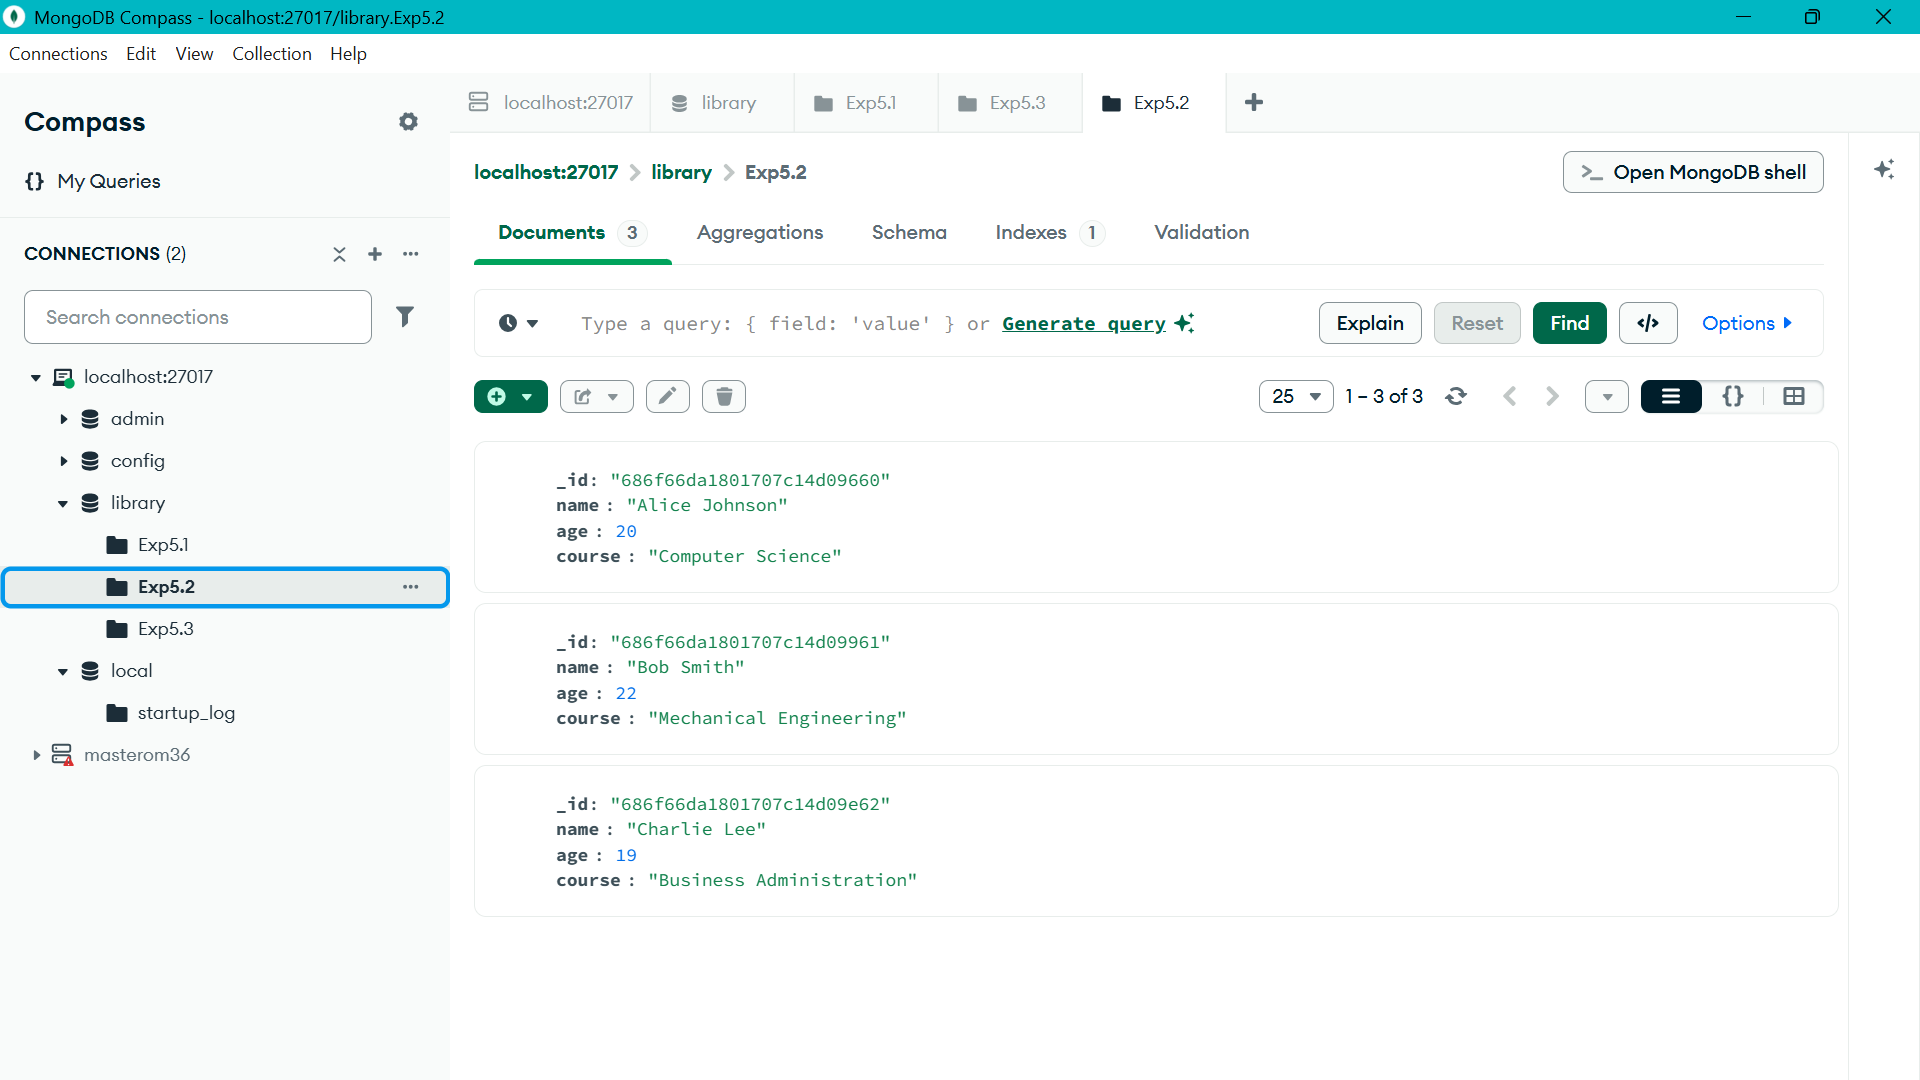 MongoDB Compass - localhost:27017/library.Exp5.2
Connections Edit View Collection Help
Compass
{} My Queries
CONNECTIONS (2)
Search connections
localhost:27017
admin
config
library
Exp5.1
Exp5.2
Exp5.3
local
startup_log
masterom36
localhost:27017 library Exp5.1 Exp5.3 Exp5.2
localhost:27017 > library > Exp5.2
>_ Open MongoDB shell
Documents 3 Aggregations Schema Indexes 1 Validation
Type a query: { field: 'value' } or Generate query
Explain Reset Find </> Options
25 1 – 3 of 3 {}
_id: "686f66da1801707c14d09660"
name : "Alice Johnson"
age : 20
course : "Computer Science"
_id: "686f66da1801707c14d09961"
name : "Bob Smith"
age : 22
course : "Mechanical Engineering"
_id: "686f66da1801707c14d09e62"
name : "Charlie Lee"
age : 19
course : "Business Administration"